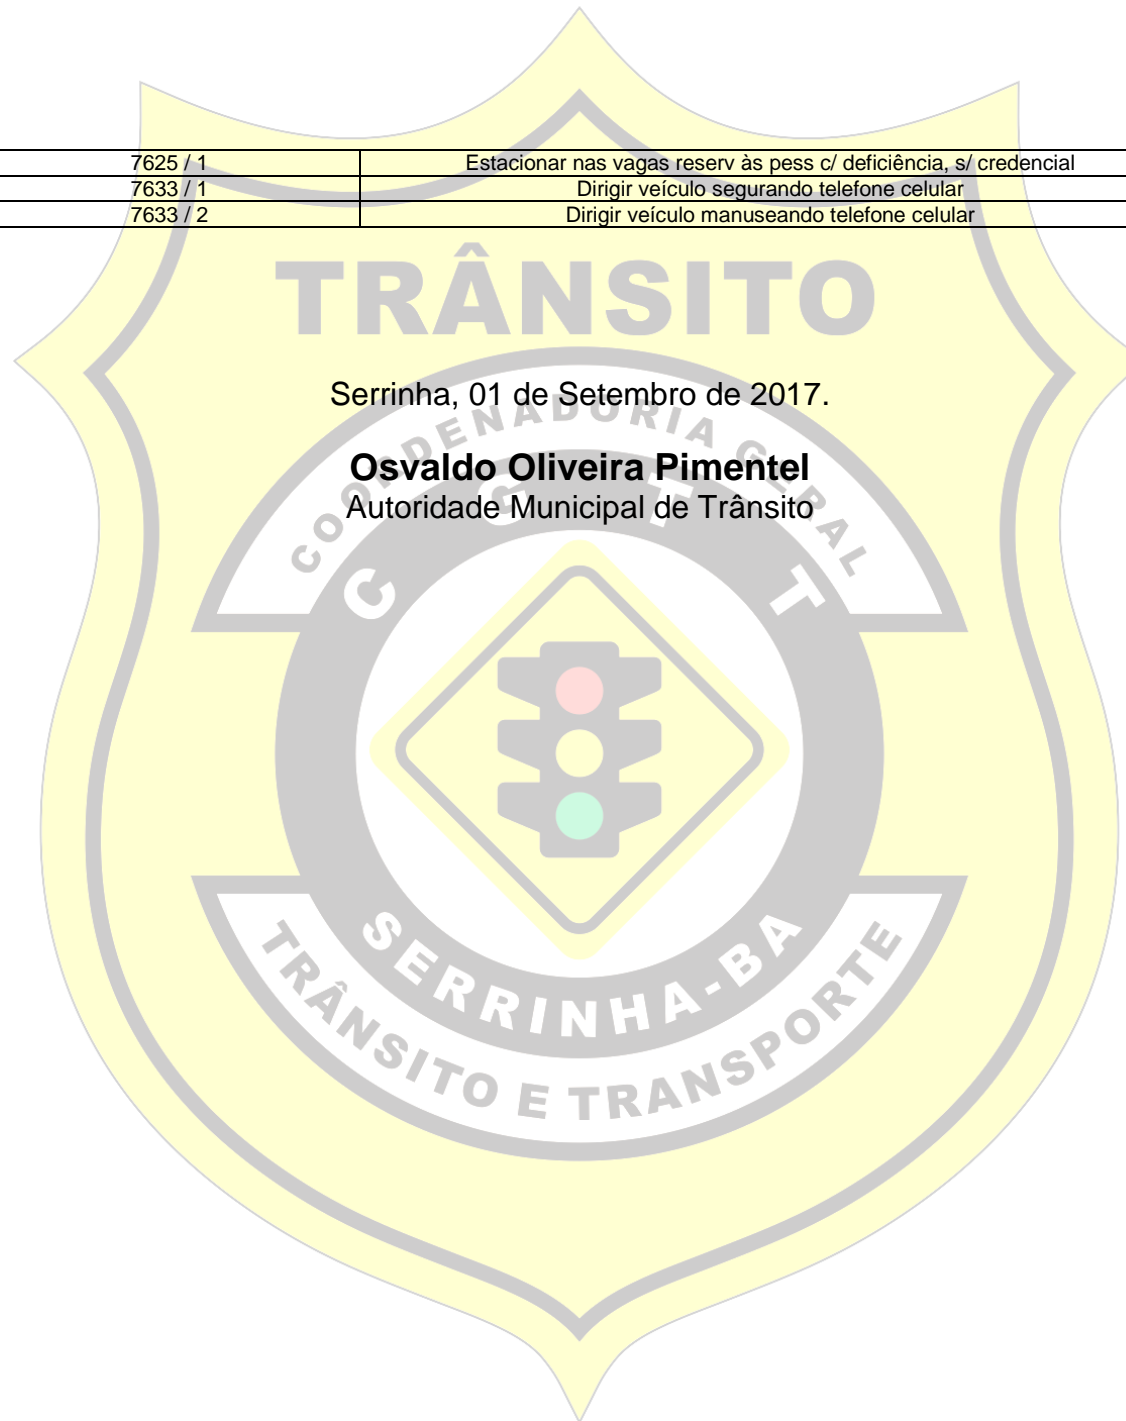 7625 / 1 Estacionar nas vagas reserv às pess c/ deficiência, s/ credencial
7633 / 1 Dirigir veículo segurando telefone celular
7633 / 2 Dirigir veículo manuseando telefone celular
TRÂNSITO
Serrinha, 01 de Setembro de 2017.
COORDENADORIA GERAL
Osvaldo Oliveira Pimentel
Autoridade Municipal de Trânsito
C G T T
SERRINHA-BA
TRÂNSITO E TRANSPORTE